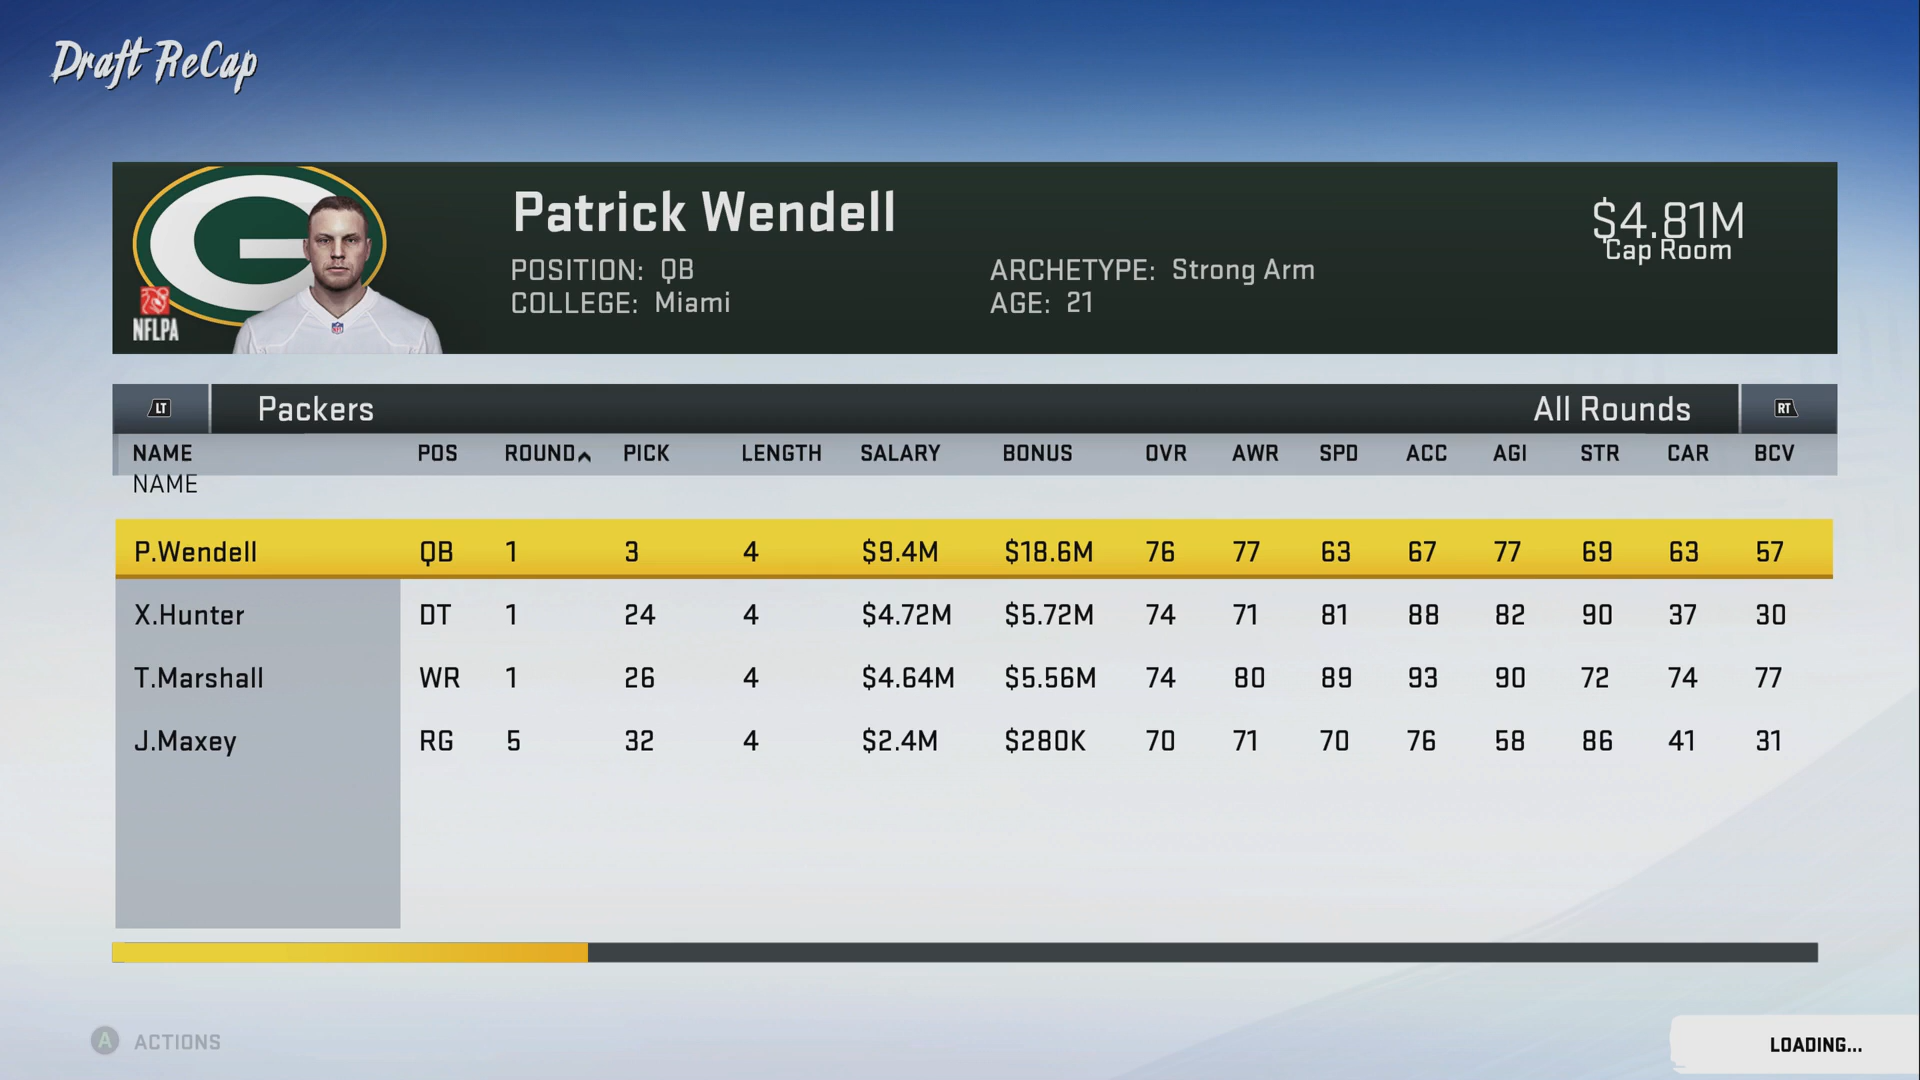 Draft ReCap
Patrick Wendell
$4.81M
Cap Room
POSITION: QB
ARCHETYPE: Strong Arm
COLLEGE: Miami
AGE: 21
NFLPA
LT Packers All Rounds RT
NAME POS ROUND PICK LENGTH SALARY BONUS OVR AWR SPD ACC AGI STR CAR BCV
NAME
P.Wendell QB 1 3 4 $9.4M $18.6M 76 77 63 67 77 69 63 57
X.Hunter DT 1 24 4 $4.72M $5.72M 74 71 81 88 82 90 37 30
T.Marshall WR 1 26 4 $4.64M $5.56M 74 80 89 93 90 72 74 77
J.Maxey RG 5 32 4 $2.4M $280K 70 71 70 76 58 86 41 31
A ACTIONS
LOADING...